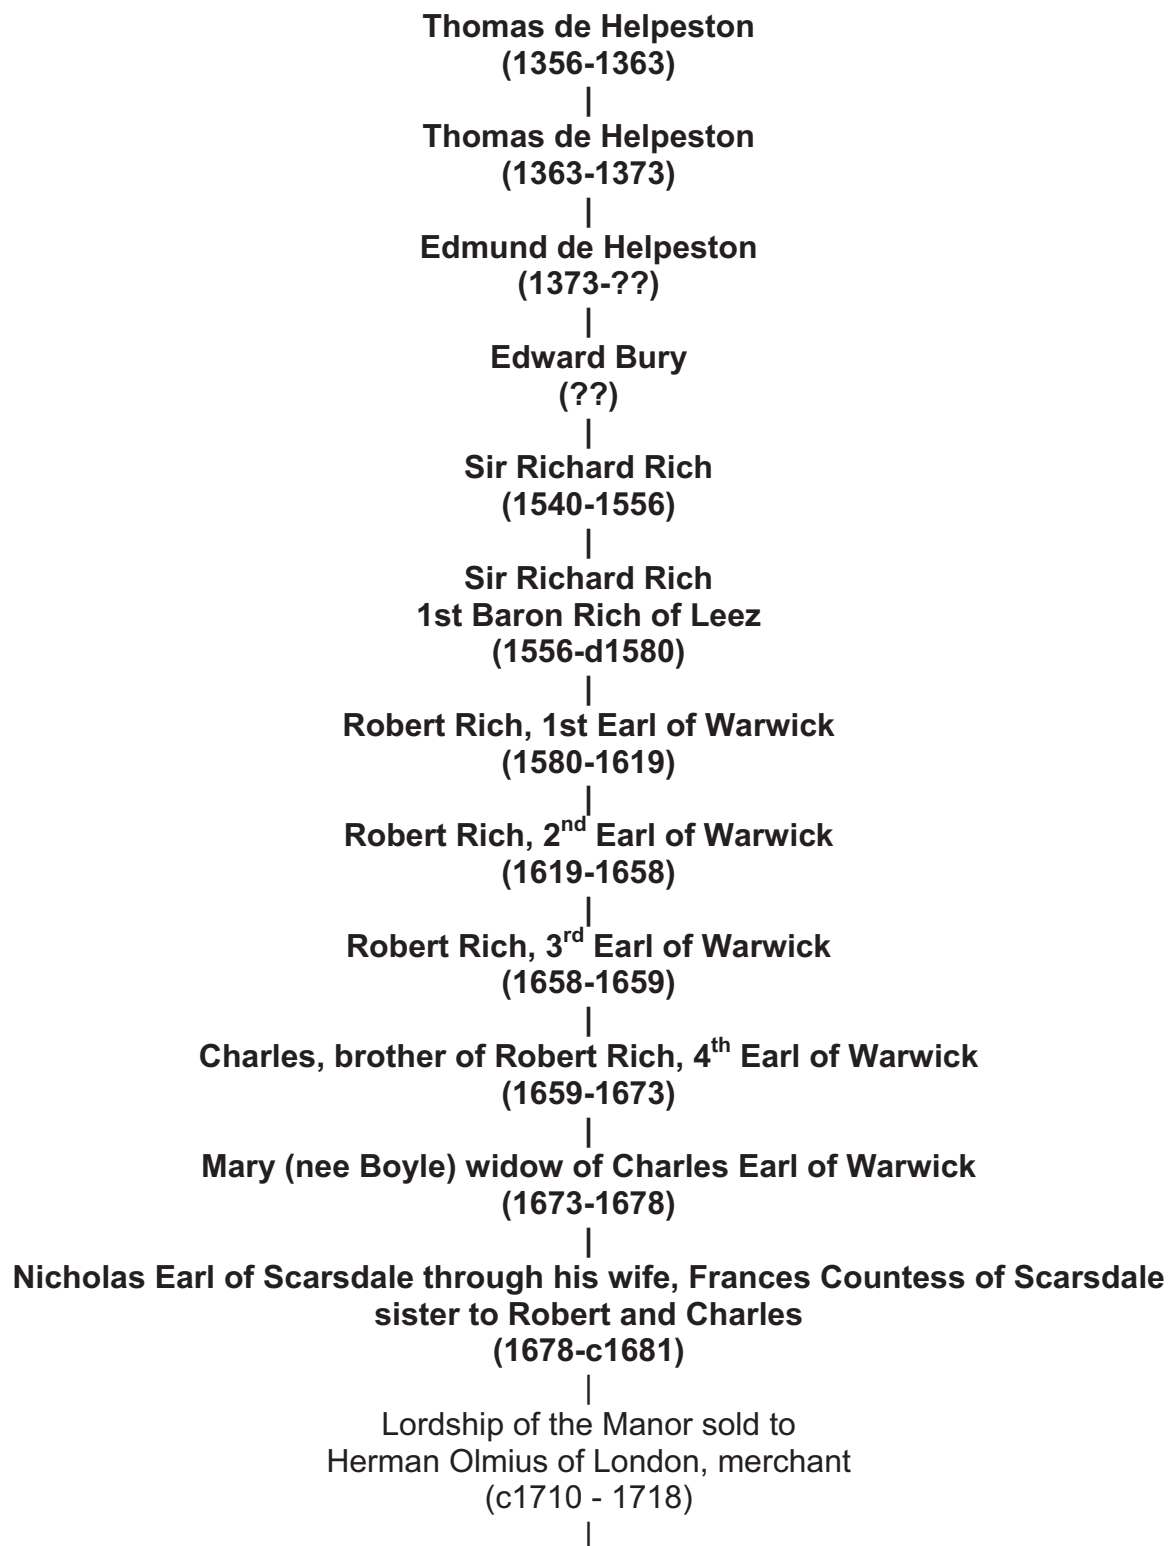 Thomas de Helpeston
(1356-1363)
|
Thomas de Helpeston
(1363-1373)
|
Edmund de Helpeston
(1373-??)
|
Edward Bury
(??)
|
Sir Richard Rich
(1540-1556)
|
Sir Richard Rich
1st Baron Rich of Leez
(1556-d1580)
|
Robert Rich, 1st Earl of Warwick
(1580-1619)
|
Robert Rich, 2nd Earl of Warwick
(1619-1658)
|
Robert Rich, 3rd Earl of Warwick
(1658-1659)
|
Charles, brother of Robert Rich, 4th Earl of Warwick
(1659-1673)
|
Mary (nee Boyle) widow of Charles Earl of Warwick
(1673-1678)
|
Nicholas Earl of Scarsdale through his wife, Frances Countess of Scarsdale
sister to Robert and Charles
(1678-c1681)
|
Lordship of the Manor sold to
Herman Olmius of London, merchant
(c1710 - 1718)
|